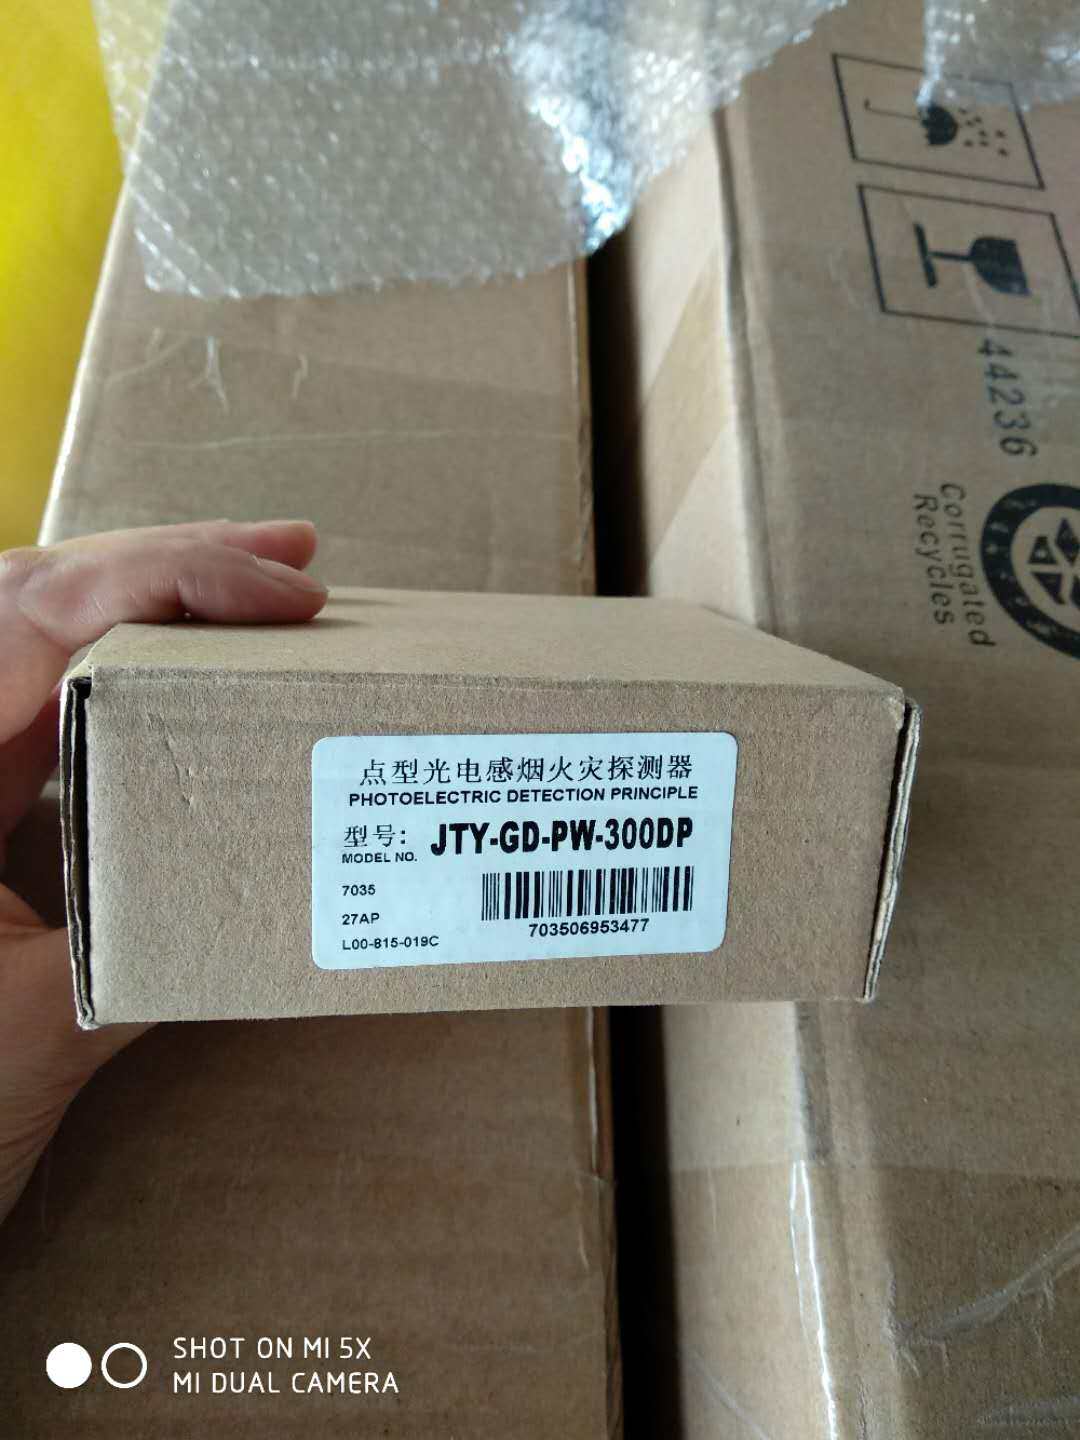 44236
Corrugated
Recycles
点型光电感烟火灾探测器
PHOTOELECTRIC DETECTION PRINCIPLE
型号: JTY-GD-PW-300DP
MODEL NO.
7035
27AP
L00-815-019C
703506953477
SHOT ON MI 5X
MI DUAL CAMERA